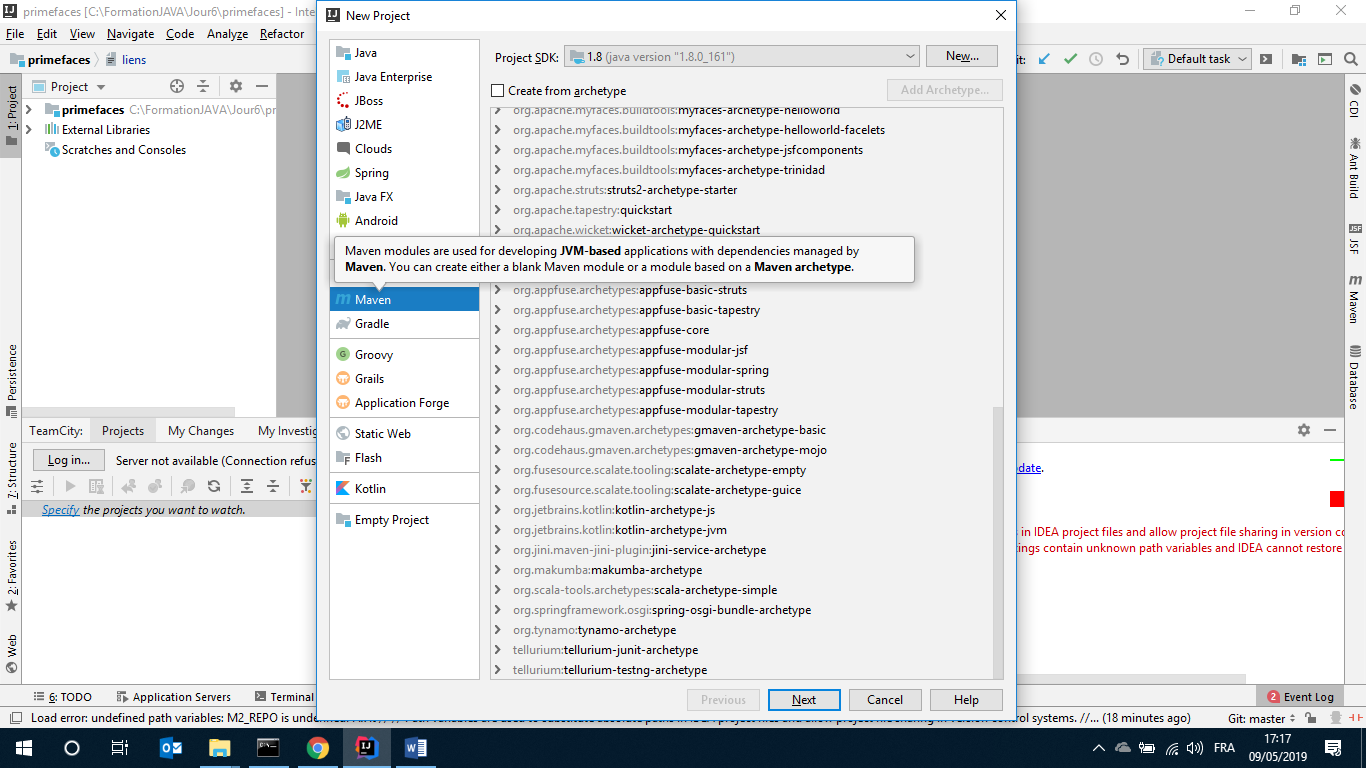 primefaces [C:\FormationJAVA\Jour6\primefaces] - Int
New Project
File Edit View Navigate Code Analyze Refactor
primefaces liens
it:
Default task
Project
primefaces C:\FormationJAVA\Jour6\pr
External Libraries
Scratches and Consoles
1: Project
Persistence
Z: Structure
2: Favorites
Web
Java
Java Enterprise
JBoss
J2ME
Clouds
Spring
Java FX
Android
Maven
Gradle
Groovy
Grails
Application Forge
Static Web
Flash
Kotlin
Empty Project
Project SDK: 1.8 (java version "1.8.0_161") New...
Create from archetype Add Archetype...
org.apache.myfaces.buildtools:myfaces-archetype-helloworld
org.apache.myfaces.buildtools:myfaces-archetype-helloworld-facelets
org.apache.myfaces.buildtools:myfaces-archetype-jsfcomponents
org.apache.myfaces.buildtools:myfaces-archetype-trinidad
org.apache.struts:struts2-archetype-starter
org.apache.tapestry:quickstart
org.apache.wicket:wicket-archetype-quickstart
Maven modules are used for developing JVM-based applications with dependencies managed by
Maven. You can create either a blank Maven module or a module based on a Maven archetype.
org.appfuse.archetypes:appfuse-basic-struts
org.appfuse.archetypes:appfuse-basic-tapestry
org.appfuse.archetypes:appfuse-core
org.appfuse.archetypes:appfuse-modular-jsf
org.appfuse.archetypes:appfuse-modular-spring
org.appfuse.archetypes:appfuse-modular-struts
org.appfuse.archetypes:appfuse-modular-tapestry
org.codehaus.gmaven.archetypes:gmaven-archetype-basic
org.codehaus.gmaven.archetypes:gmaven-archetype-mojo
org.fusesource.scalate.tooling:scalate-archetype-empty
org.fusesource.scalate.tooling:scalate-archetype-guice
org.jetbrains.kotlin:kotlin-archetype-js
org.jetbrains.kotlin:kotlin-archetype-jvm
org.jini.maven-jini-plugin:jini-service-archetype
org.makumba:makumba-archetype
org.scala-tools.archetypes:scala-archetype-simple
org.springframework.osgi:spring-osgi-bundle-archetype
org.tynamo:tynamo-archetype
tellurium:tellurium-junit-archetype
tellurium:tellurium-testng-archetype
Previous Next Cancel Help
CDI
Ant Build
JSF
JSF
Maven
Database
TeamCity: Projects My Changes My Investig
Log in... Server not available (Connection refus
Specify the projects you want to watch.
date.
s in IDEA project files and allow project file sharing in version co
tings contain unknown path variables and IDEA cannot restore
6: TODO Application Servers Terminal
2 Event Log
Load error: undefined path variables: M2_REPO is undef
control systems. //... (18 minutes ago)
Git: master
FRA
17:17
09/05/2019